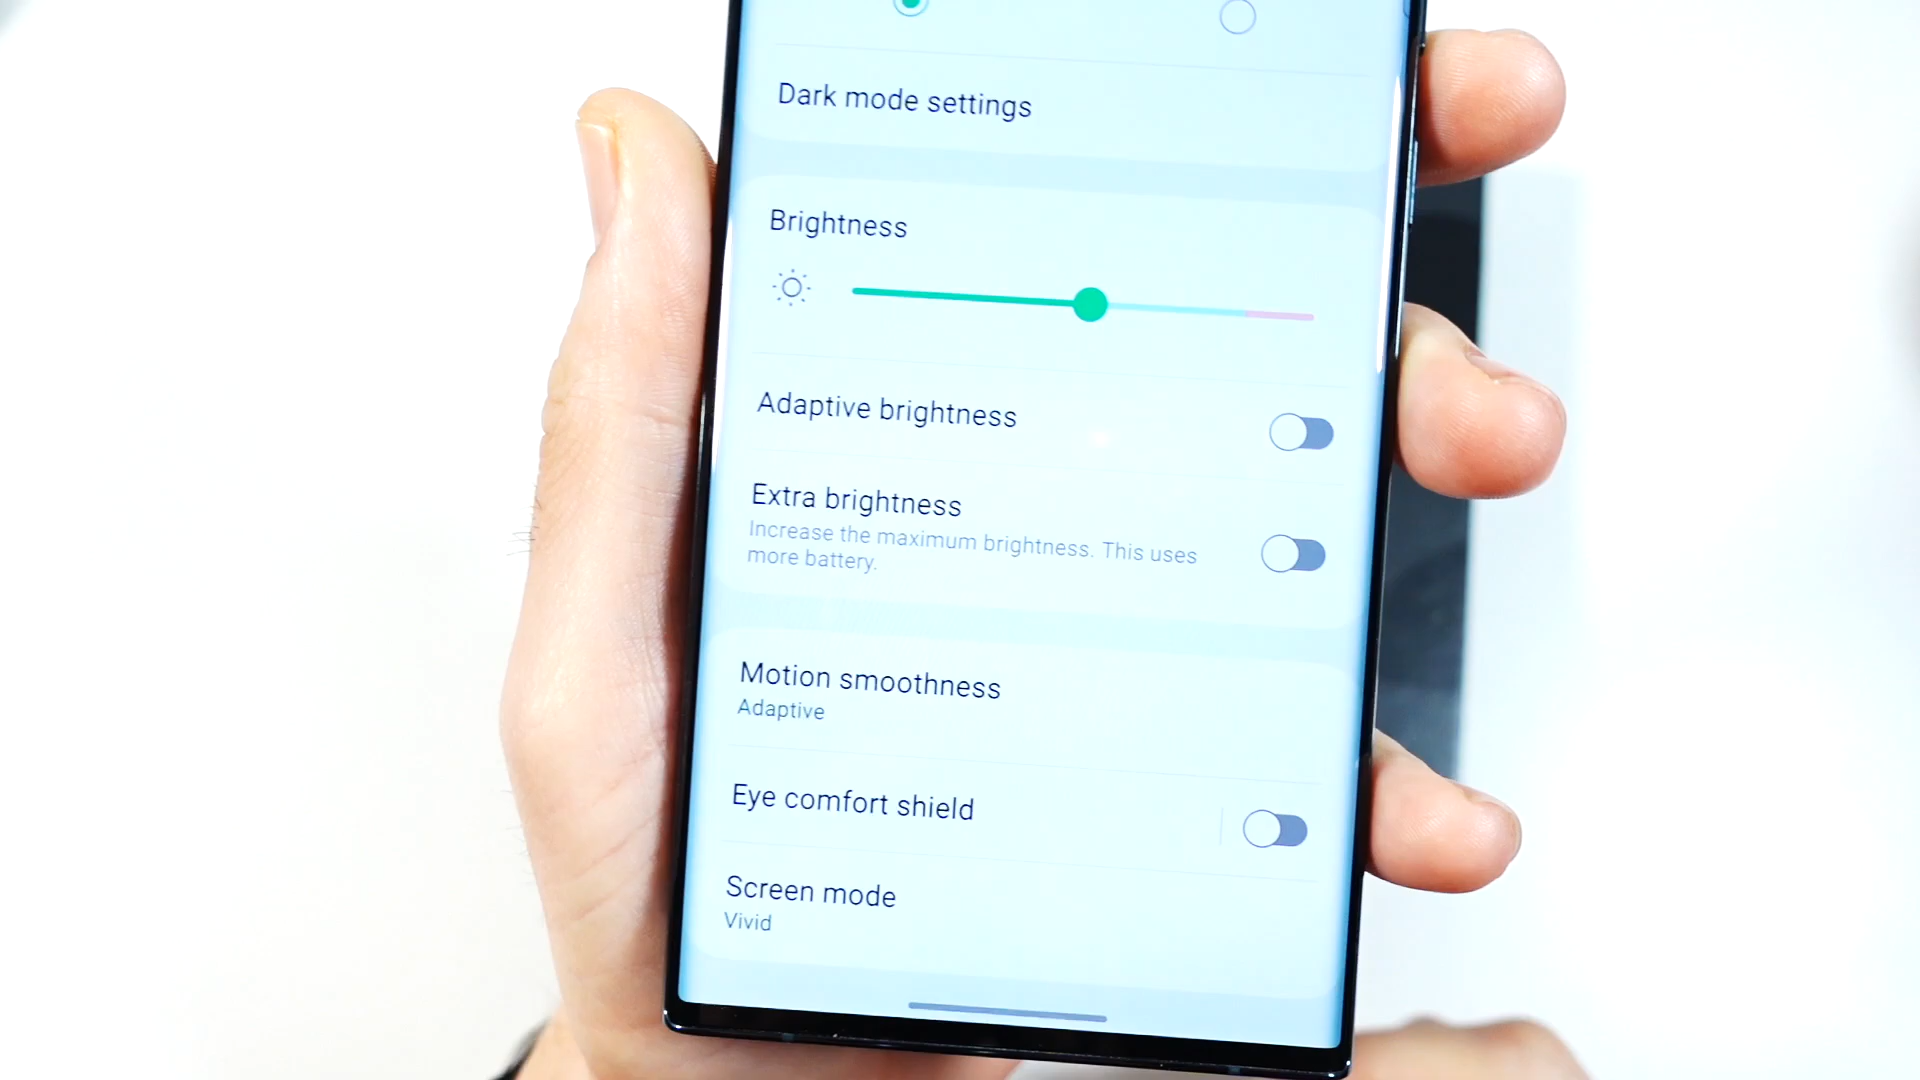 Dark mode settings
Brightness
Adaptive brightness
Extra brightness
Increase the maximum brightness. This uses
more battery.
Motion smoothness
Adaptive
Eye comfort shield
Screen mode
Vivid